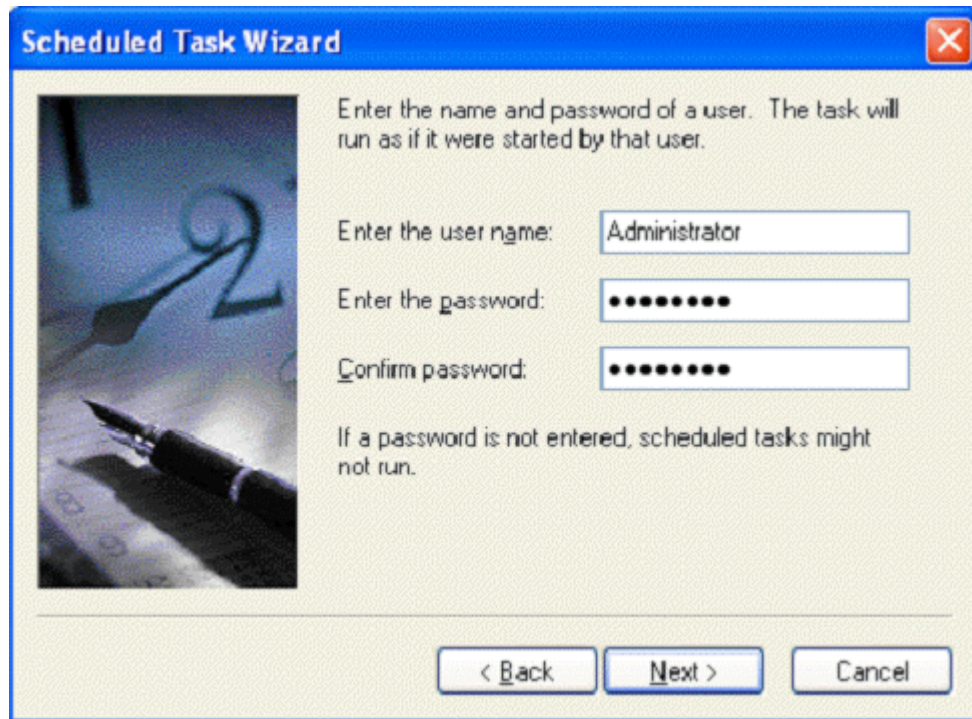 Scheduled Task Wizard
Enter the name and password of a user. The task will
run as if it were started by that user.
Enter the user name:
Administrator
Enter the password:
●●●●●●●●
Confirm password:
●●●●●●●●
If a password is not entered, scheduled tasks might
not run.
< Back
Next >
Cancel